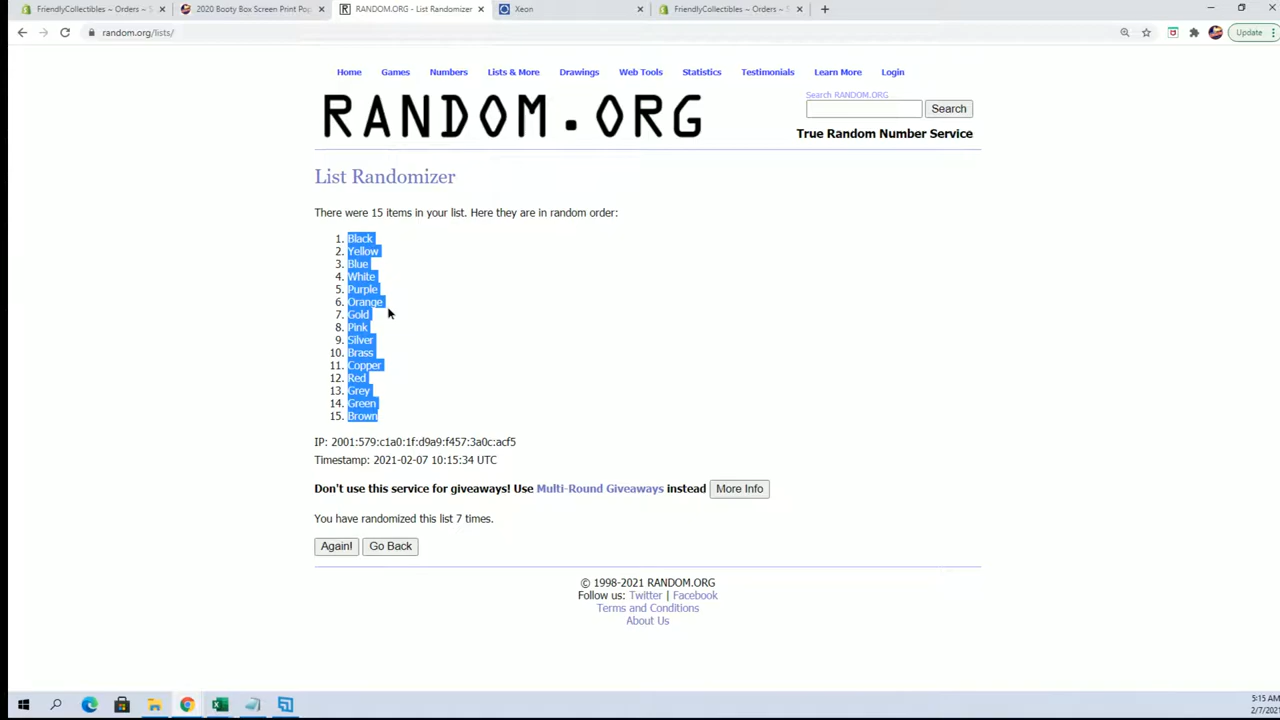 FriendlyCollectibles ~ Orders ~ S
2020 Booty Box Screen Print Pop
RANDOM.ORG - List Randomizer
Xeon
FriendlyCollectibles ~ Orders ~ S
random.org/lists/
Update
Home Games Numbers Lists & More Drawings Web Tools Statistics Testimonials Learn More Login
Search RANDOM.ORG
RANDOM.ORG
Search
True Random Number Service
List Randomizer
There were 15 items in your list. Here they are in random order:
1. Black
2. Yellow
3. Blue
4. White
5. Purple
6. Orange
7. Gold
8. Pink
9. Silver
10. Brass
11. Copper
12. Red
13. Grey
14. Green
15. Brown
IP: 2001:579:c1a0:1f:d9a9:f457:3a0c:acf5
Timestamp: 2021-02-07 10:15:34 UTC
Don't use this service for giveaways! Use Multi-Round Giveaways instead More Info
You have randomized this list 7 times.
Again! Go Back
© 1998-2021 RANDOM.ORG
Follow us: Twitter | Facebook
Terms and Conditions
About Us
5:15 AM
2/7/2021